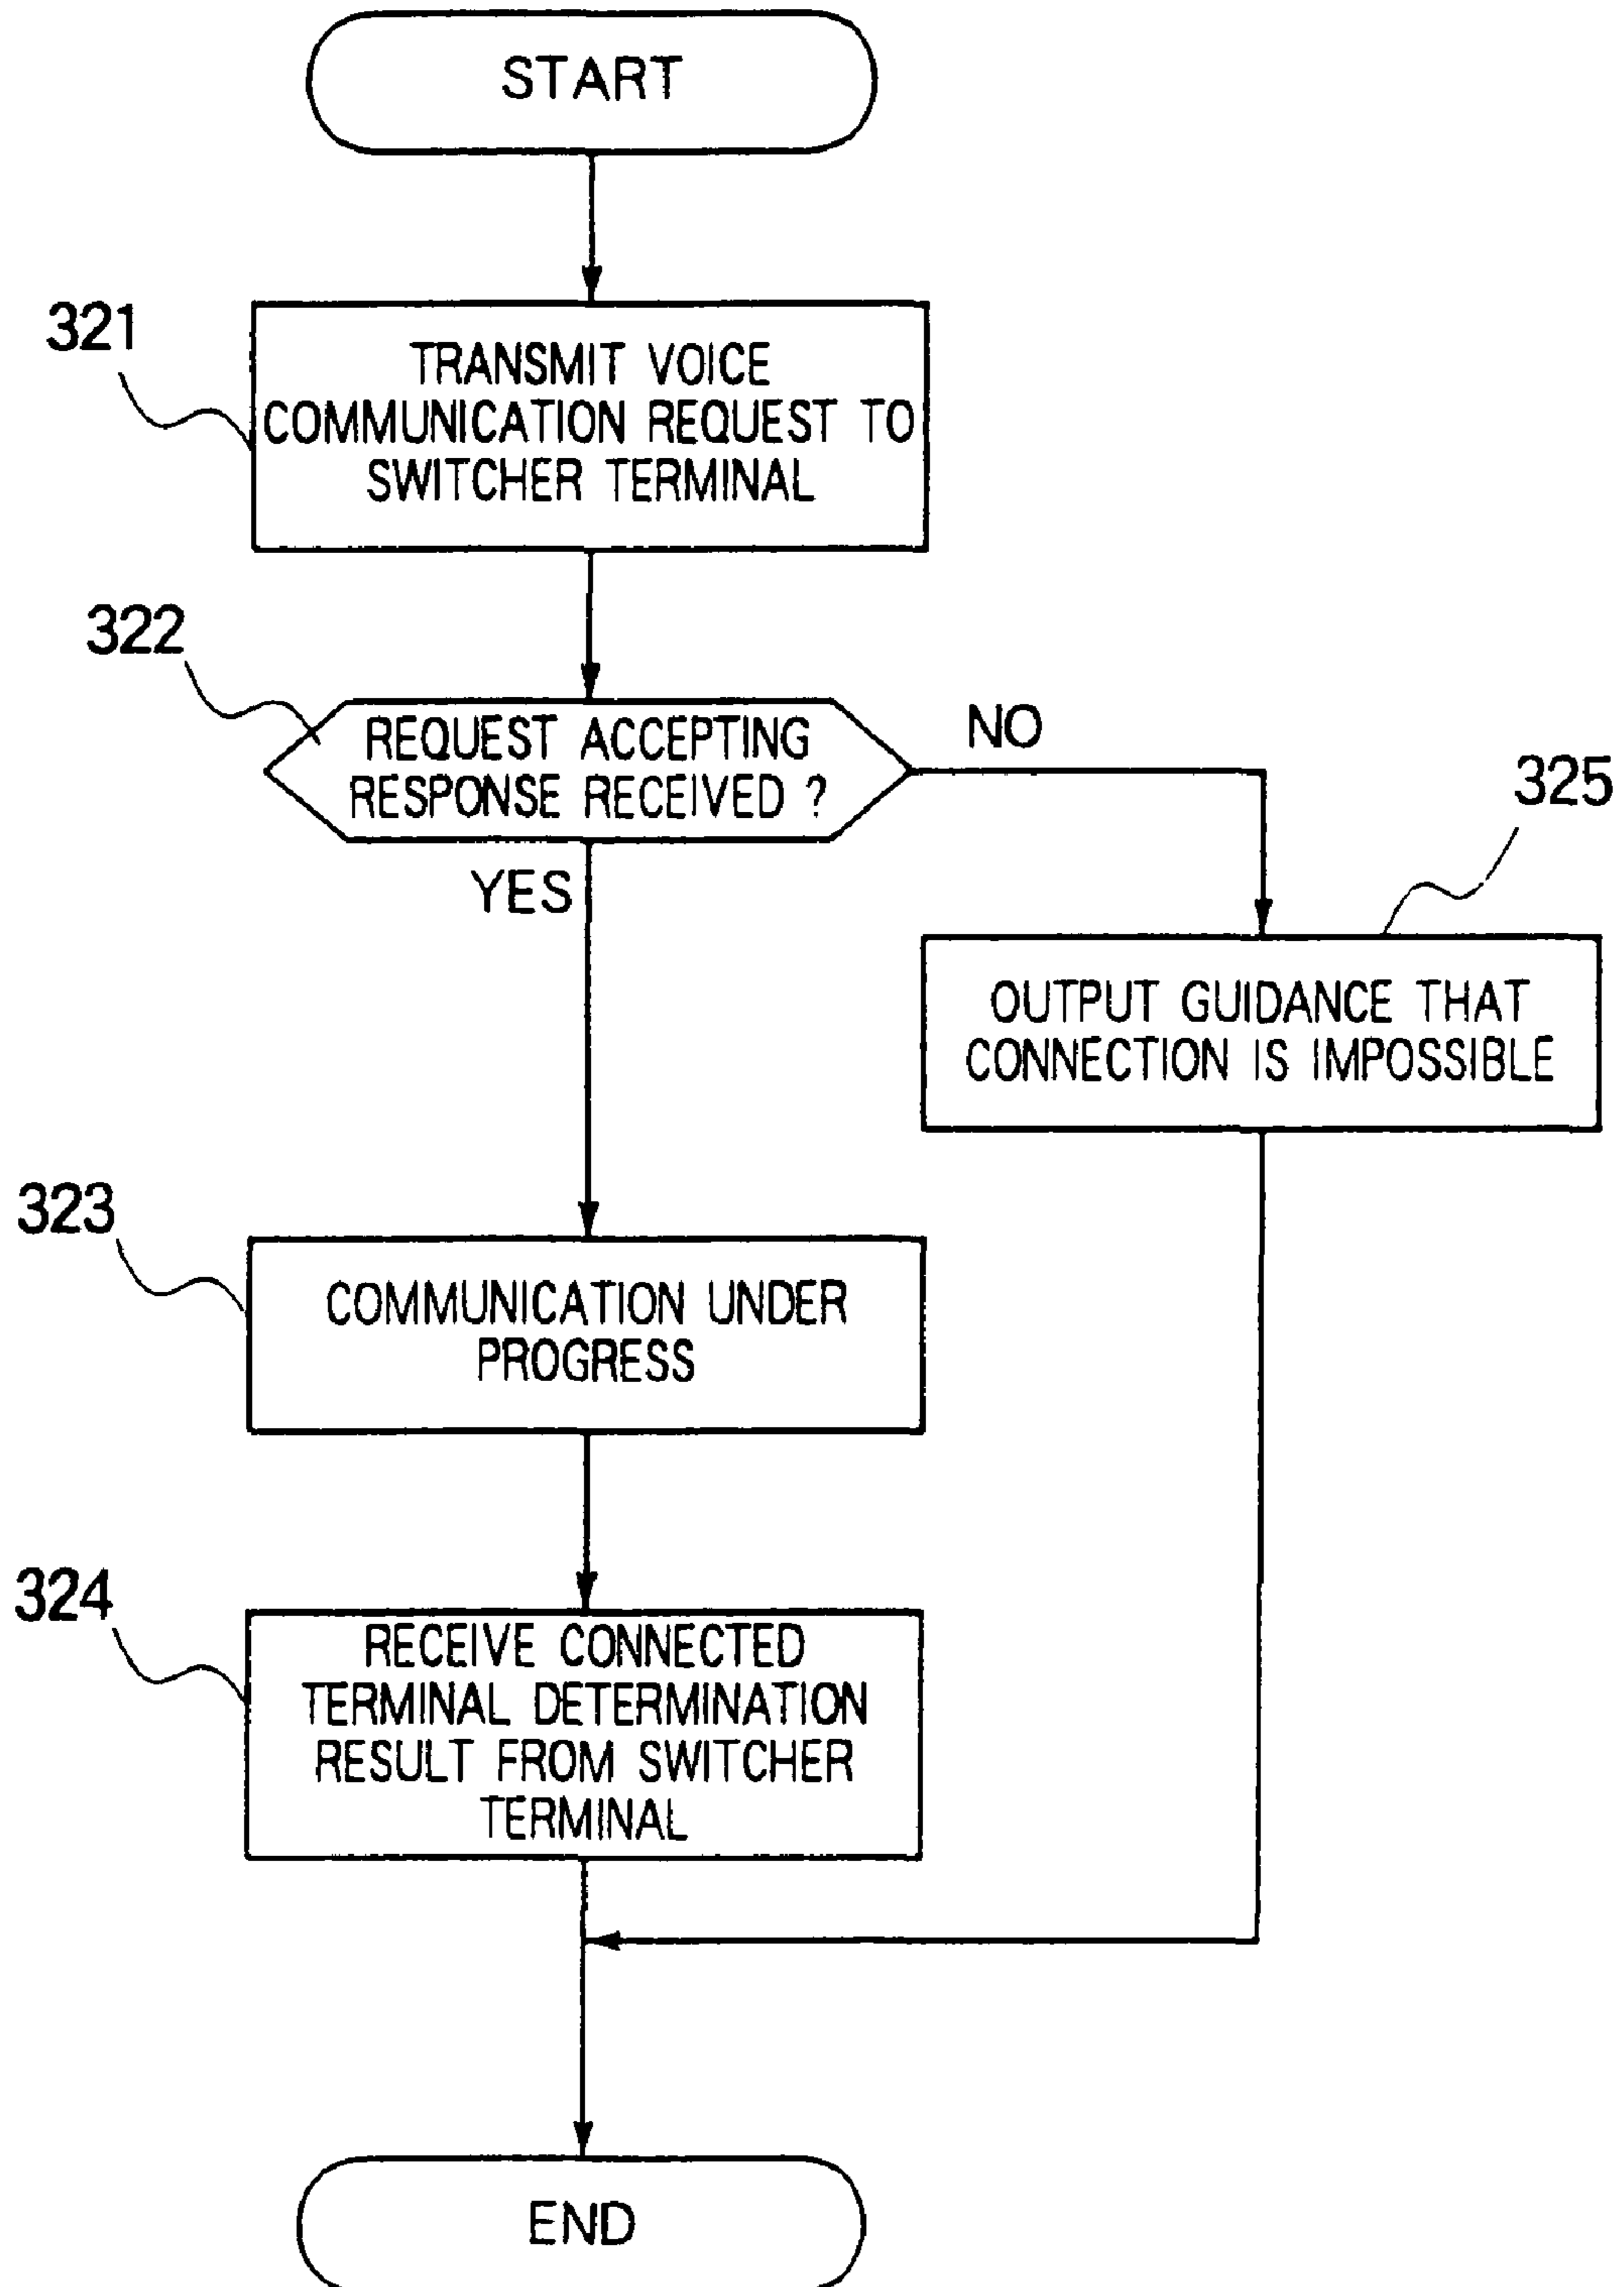 START
321
TRANSMIT VOICE
COMMUNICATION REQUEST TO
SWITCHER TERMINAL
322
REQUEST ACCEPTING
RESPONSE RECEIVED ?
NO
YES
325
OUTPUT GUIDANCE THAT
CONNECTION IS IMPOSSIBLE
323
COMMUNICATION UNDER
PROGRESS
324
RECEIVE CONNECTED
TERMINAL DETERMINATION
RESULT FROM SWITCHER
TERMINAL
END